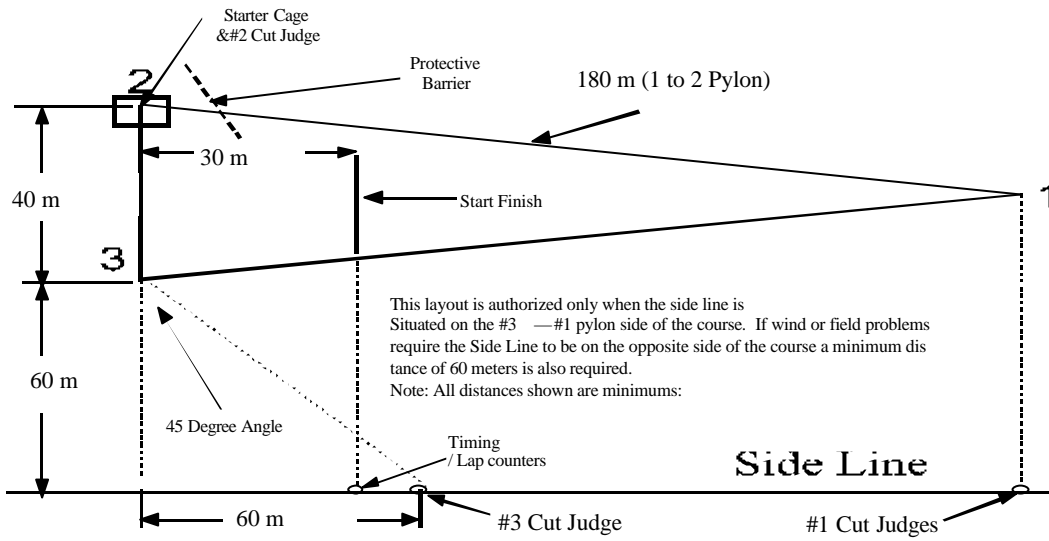 Starter Cage
&#2 Cut Judge
Protective
Barrier
180 m (1 to 2 Pylon)
2
30 m
40 m
Start Finish
1
3
This layout is authorized only when the side line is
Situated on the #3 —#1 pylon side of the course. If wind or field problems
require the Side Line to be on the opposite side of the course a minimum dis
tance of 60 meters is also required.
Note: All distances shown are minimums:
60 m
45 Degree Angle
Timing
/ Lap counters
Side Line
60 m
#3 Cut Judge
#1 Cut Judges